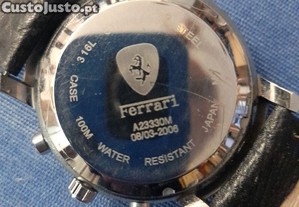 CustoJusto.pt
316L
CASE
100M WATER RESISTANT
JAPAN
Ferrari
A23330M
08/03-2006